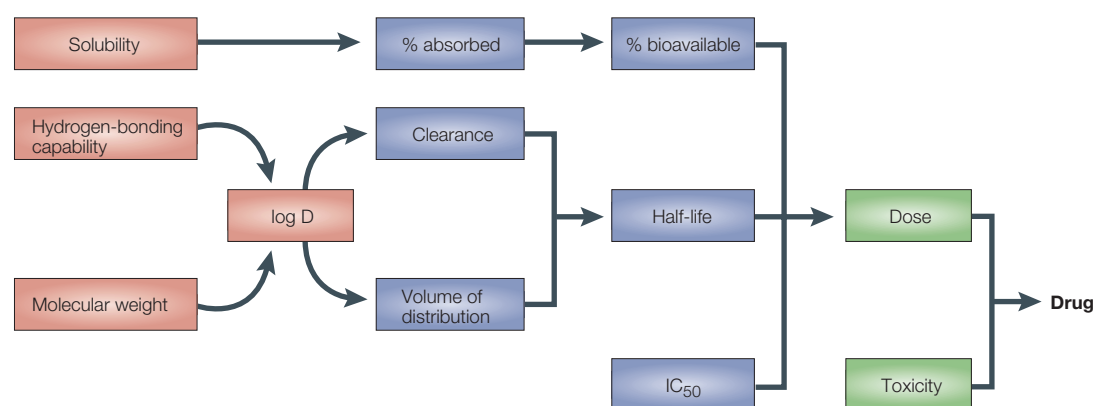 Solubility
% absorbed
% bioavailable
Hydrogen-bonding
capability
Clearance
log D
Half-life
Dose
Molecular weight
Volume of
distribution
Drug
IC50
Toxicity